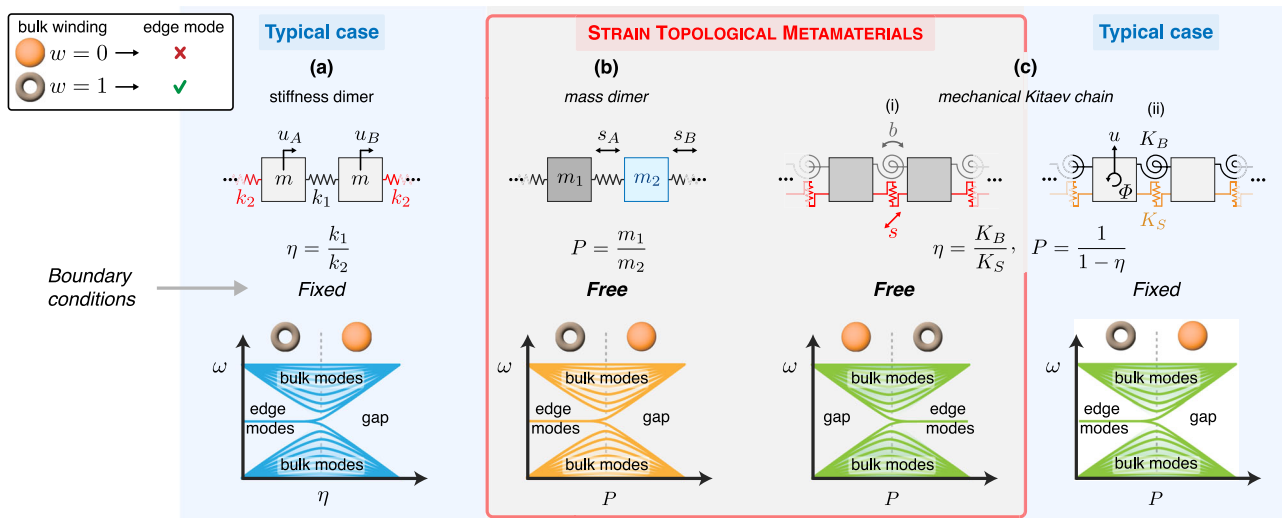 bulk winding edge mode
w = 0 → ✗
w = 1 → ✓
Typical case
STRAIN TOPOLOGICAL METAMATERIALS
Typical case
(a)
(b)
(c)
stiffness dimer
mass dimer
mechanical Kitaev chain
(i)
(ii)
u_A u_B
... m m ...
k_2 k_1 k_2
η = k_1 / k_2
s_A s_B
... m_1 m_2 ...
P = m_1 / m_2
b
... ...
s
u K_B
... Φ ...
K_S
η = K_B / K_S , P = 1 / (1 − η)
Boundary
conditions
Fixed
Free
Free
Fixed
ω
bulk modes
edge
modes
gap
bulk modes
η
ω
bulk modes
edge
modes
gap
bulk modes
P
ω
bulk modes
gap
edge
modes
bulk modes
P
ω
bulk modes
edge
modes
gap
bulk modes
P